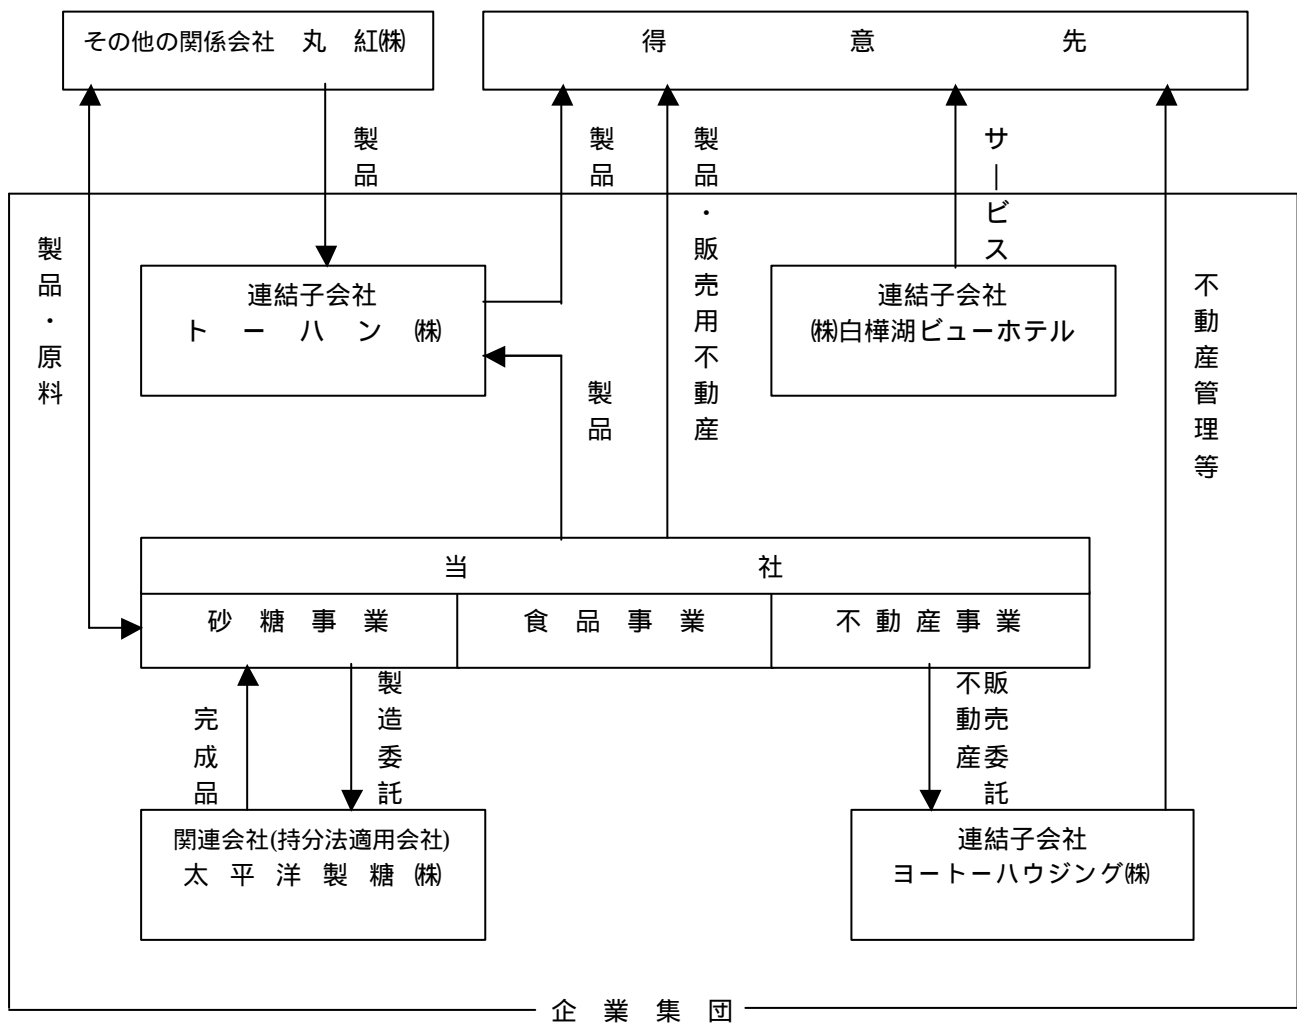 その他の関係会社 丸 紅㈱
得 意 先
製品
製品
製品・販売用不動産
サービス
製品・原料
不動産管理等
連結子会社
ト ー ハ ン ㈱
連結子会社
㈱白樺湖ビューホテル
製品
当 社
砂 糖 事 業
食 品 事 業
不 動 産 事 業
完成品
製造委託
販売委託
不動産
関連会社(持分法適用会社)
太 平 洋 製 糖 ㈱
連結子会社
ヨートーハウジング㈱
企 業 集 団